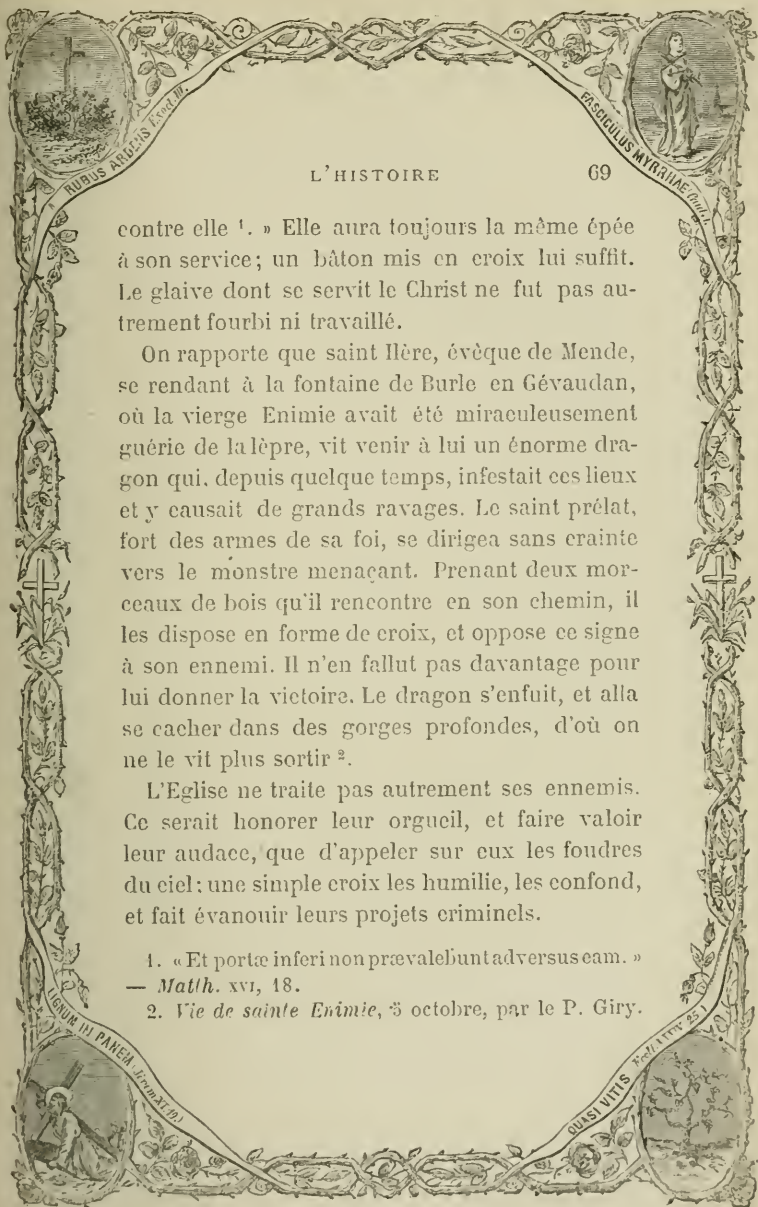 RUBUS ARDENS Exod. III.
FASCICULUS MYRRHAE
L'HISTOIRE 69
contre elle ¹. » Elle aura toujours la même épée
à son service; un bâton mis en croix lui suffit.
Le glaive dont se servit le Christ ne fut pas au-
trement fourbi ni travaillé.
On rapporte que saint Ilère, évêque de Mende,
se rendant à la fontaine de Burle en Gévaudan,
où la vierge Enimie avait été miraculeusement
guérie de la lèpre, vit venir à lui un énorme dra-
gon qui, depuis quelque temps, infestait ces lieux
et y causait de grands ravages. Le saint prélat,
fort des armes de sa foi, se dirigea sans crainte
vers le monstre menaçant. Prenant deux mor-
ceaux de bois qu'il rencontre en son chemin, il
les dispose en forme de croix, et oppose ce signe
à son ennemi. Il n'en fallut pas davantage pour
lui donner la victoire. Le dragon s'enfuit, et alla
se cacher dans des gorges profondes, d'où on
ne le vit plus sortir ².
L'Eglise ne traite pas autrement ses ennemis.
Ce serait honorer leur orgueil, et faire valoir
leur audace, que d'appeler sur eux les foudres
du ciel; une simple croix les humilie, les confond,
et fait évanouir leurs projets criminels.
1. « Et portæ inferi non prævalebunt adversus eam. »
— Matth. XVI, 18.
2. Vie de sainte Enimie, 5 octobre, par le P. Giry.
LIGNUM IN PANEM
QUASI VITIS